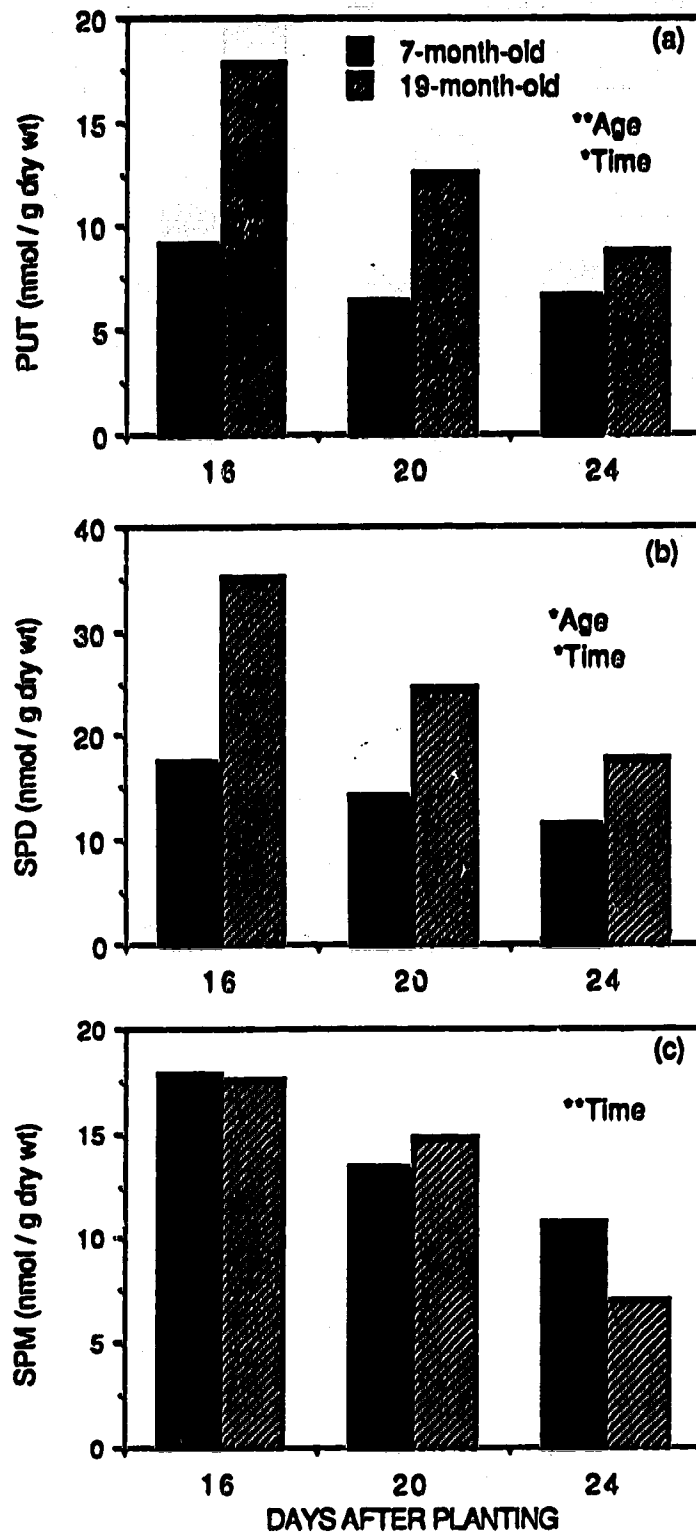 (a)
7-month-old
19-month-old
**Age
*Time
PUT (nmol / g dry wt)
20
15
10
5
0
16 20 24
(b)
*Age
*Time
SPD (nmol / g dry wt)
40
30
20
10
0
16 20 24
(c)
**Time
SPM (nmol / g dry wt)
20
15
10
5
0
16 20 24
DAYS AFTER PLANTING